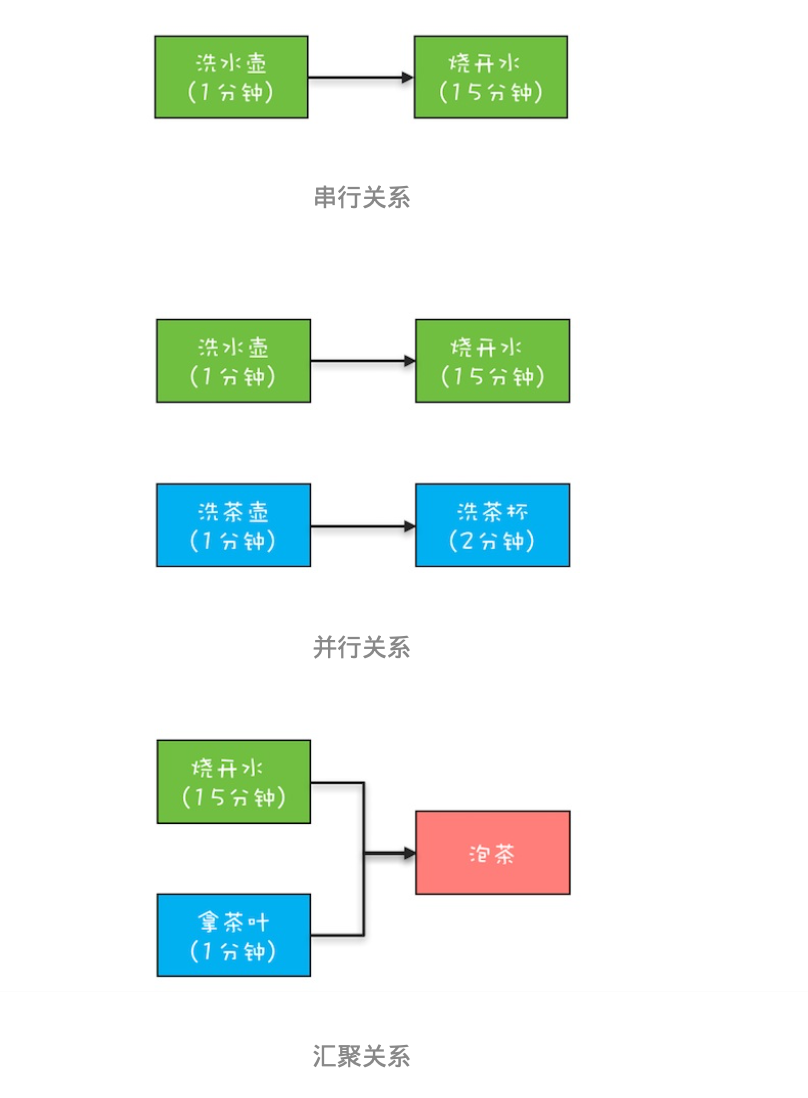 洗水壶
(1分钟)
烧开水
(15分钟)
串行关系
洗水壶
(1分钟)
烧开水
(15分钟)
洗茶壶
(1分钟)
洗茶杯
(2分钟)
并行关系
烧开水
(15分钟)
泡茶
拿茶叶
(1分钟)
汇聚关系